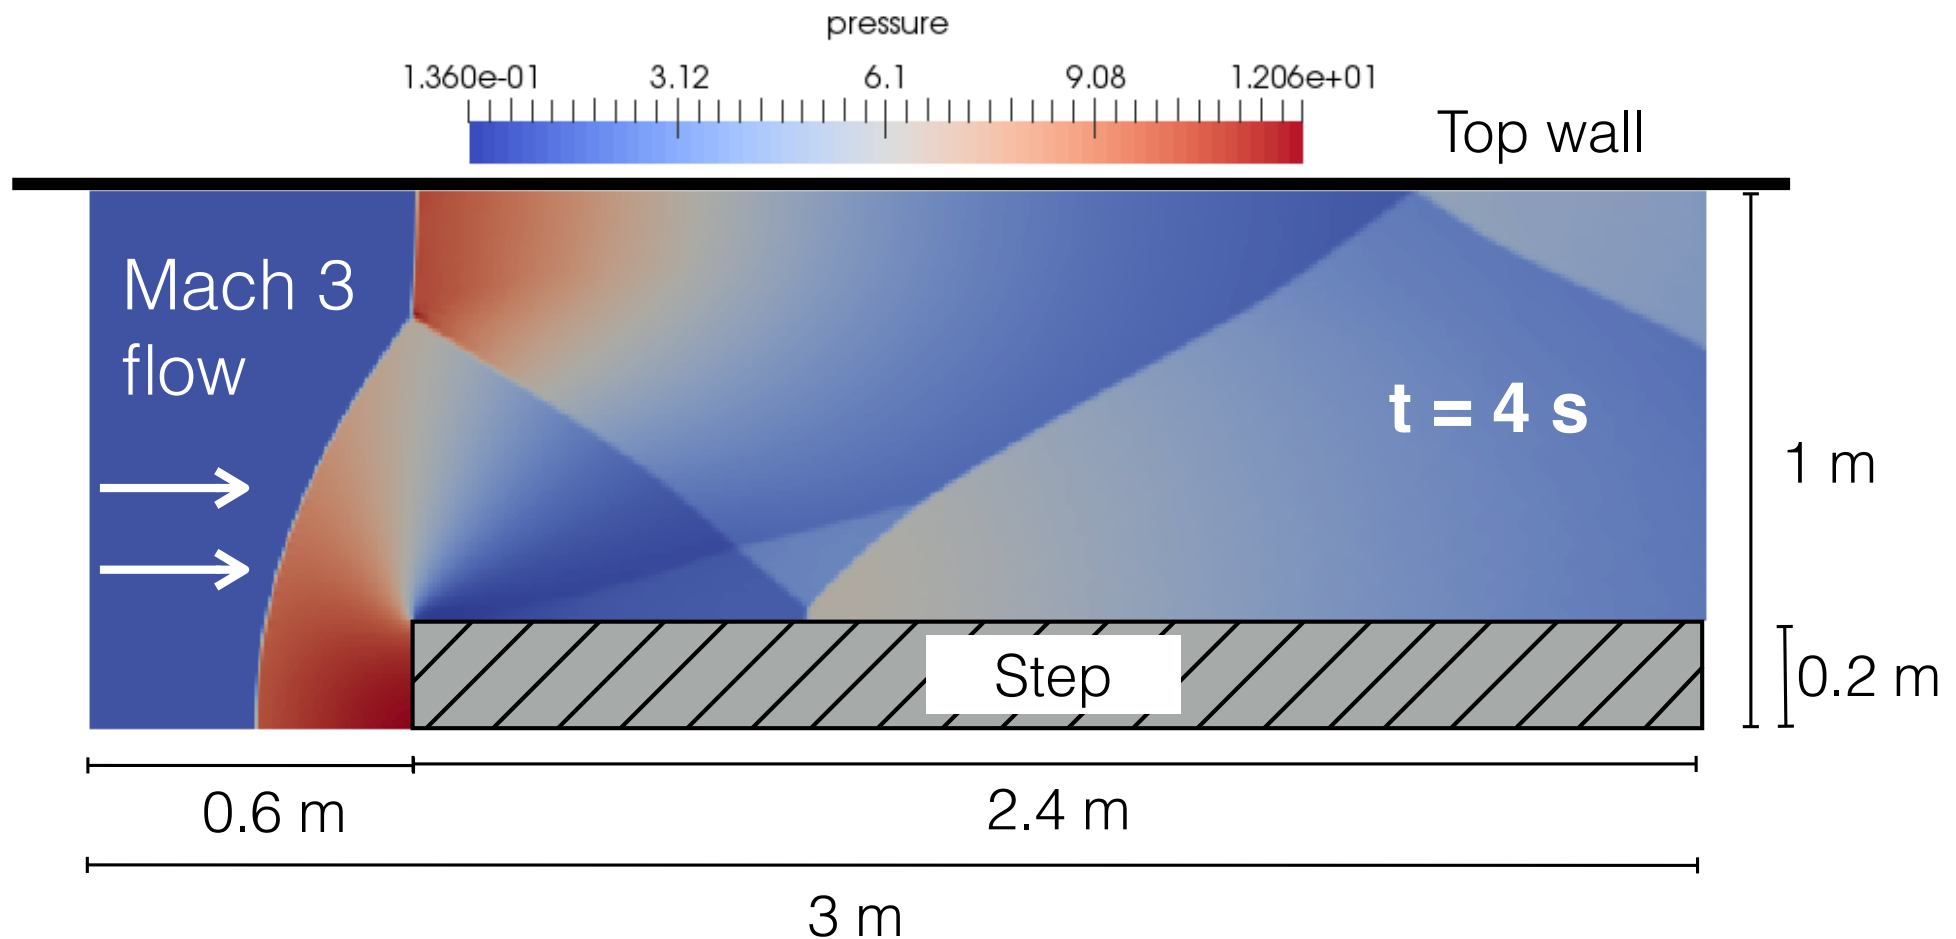 pressure
1.360e-01 3.12 6.1 9.08 1.206e+01
Top wall
Mach 3
flow
t = 4 s
1 m
Step
0.2 m
0.6 m
2.4 m
3 m